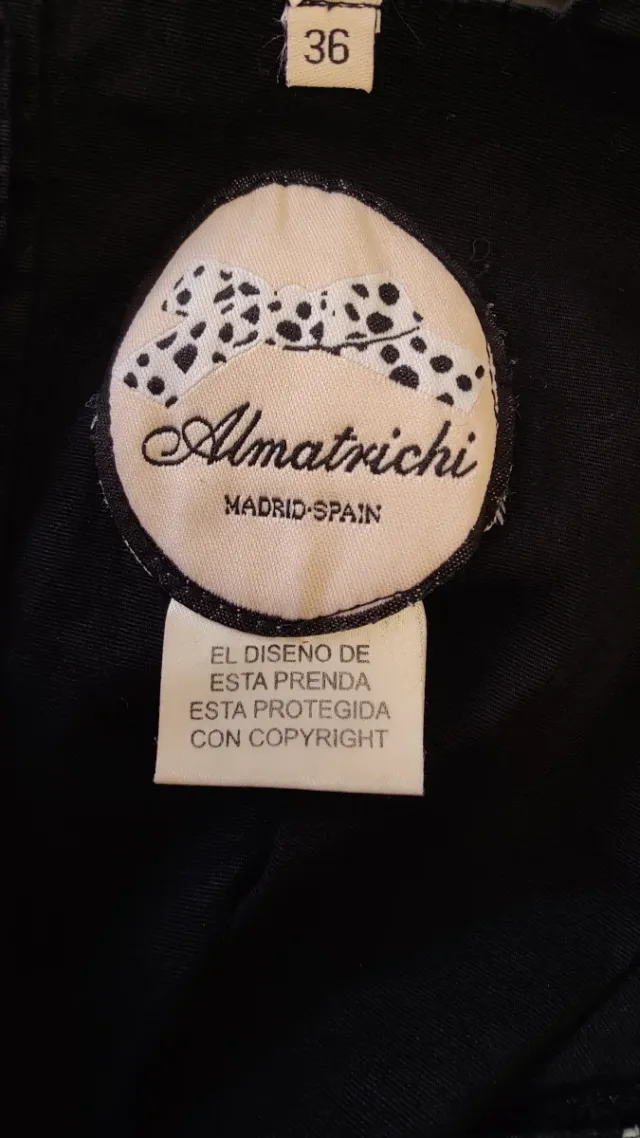 36
Almatrichi
MADRID·SPAIN
EL DISEÑO DE
ESTA PRENDA
ESTA PROTEGIDA
CON COPYRIGHT